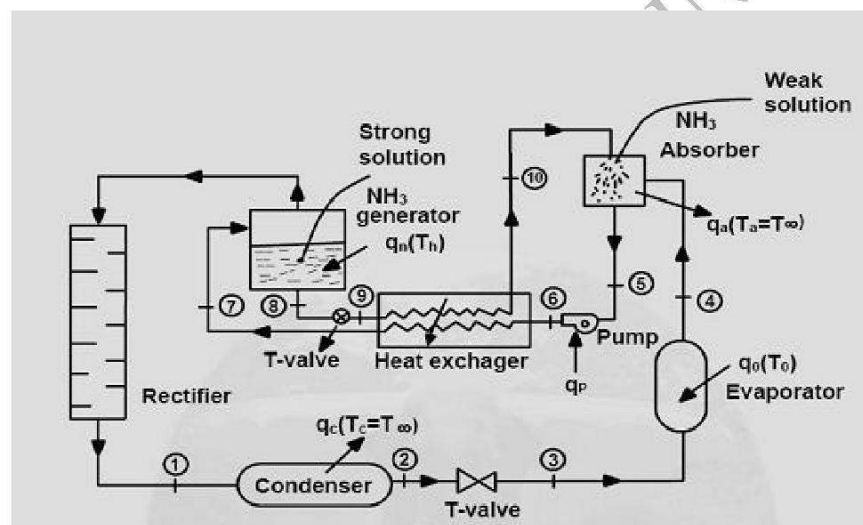 Weak
solution
NH3
Absorber
Strong
solution
NH3
generator
qn(Th)
10
qa(Ta=T∞)
7
8
9
6
5
4
Pump
T-valve
Heat exchager
qP
q0(T0)
Evaporator
Rectifier
qc(Tc=T∞)
1
Condenser
2
3
T-valve